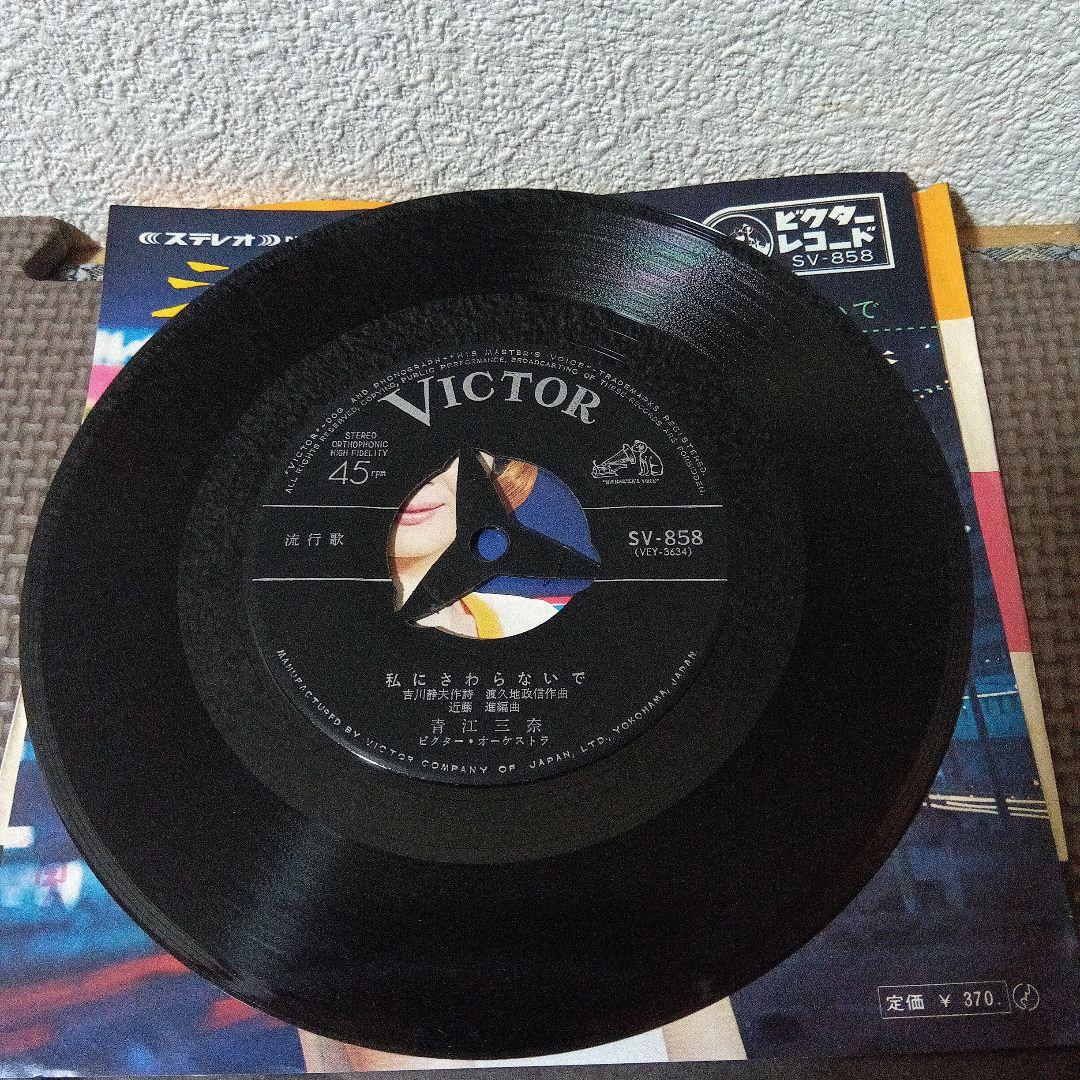 (((ステレオ)))
ビクター
レコード
SV-858
いで
"VICTOR"--DOG AND PHONOGRAPH--"HIS MASTER'S VOICE--TRADEMARKS REGISTERED.
ALL RIGHTS RESERVED, COPYING, PUBLIC PERFORMANCE, BROADCASTING OF THESE RECORDS ARE FORBIDDEN.
VICTOR
STEREO
ORTHOPHONIC
HIGH FIDELITY
45rpm
"HIS MASTER'S VOICE"
流行歌
SV-858
(VEY-3634)
私にさわらないで
吉川静夫作詩 渡久地政信作曲
近藤 進編曲
青江三奈
ビクター・オーケストラ
MANUFACTURED BY VICTOR COMPANY OF JAPAN, LTD., YOKOHAMA, JAPAN.
定価 ¥ 370.